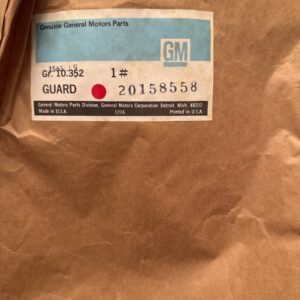 Genuine General Motors Parts
GM
Gr. 10.352 1#
GUARD 20158558
General Motors Parts Division, General Motors Corporation Detroit, Mich. 48202
Made in U.S.A. Printed in U.S.A.